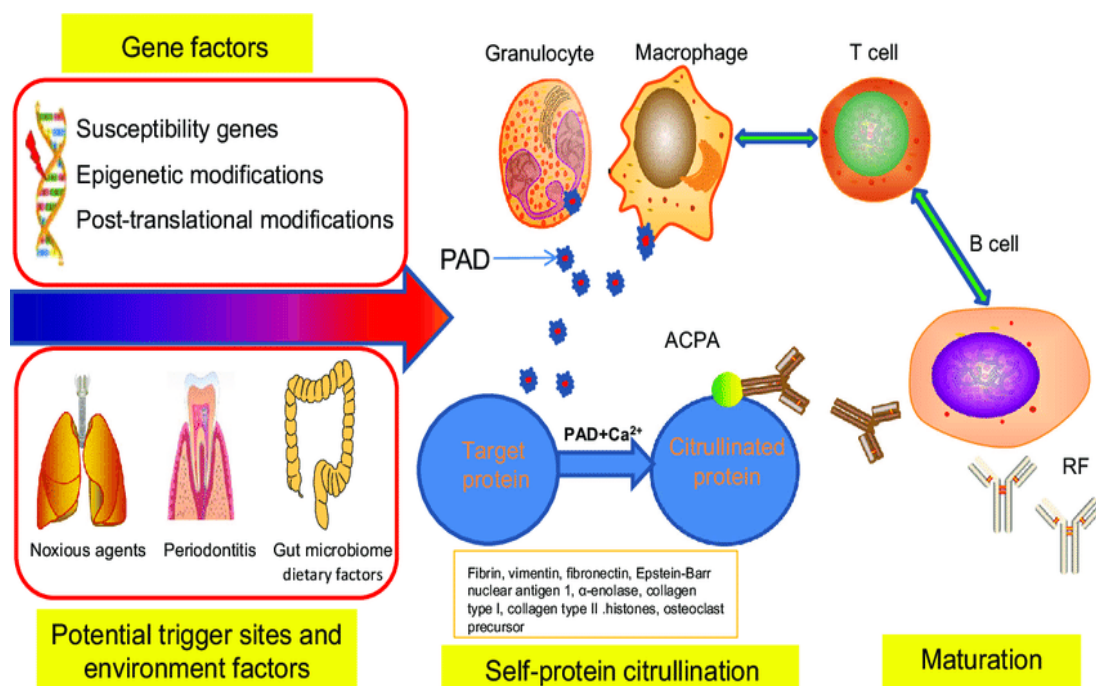 Gene factors
Susceptibility genes
Epigenetic modifications
Post-translational modifications
Granulocyte
Macrophage
T cell
PAD
B cell
ACPA
Target
protein
PAD+Ca²⁺
Citrullinated
protein
RF
Noxious agents
Periodontitis
Gut microbiome
dietary factors
Fibrin, vimentin, fibronectin, Epstein-Barr
nuclear antigen 1, α-enolase, collagen
type I, collagen type II .histones, osteoclast
precursor
Potential trigger sites and
environment factors
Self-protein citrullination
Maturation